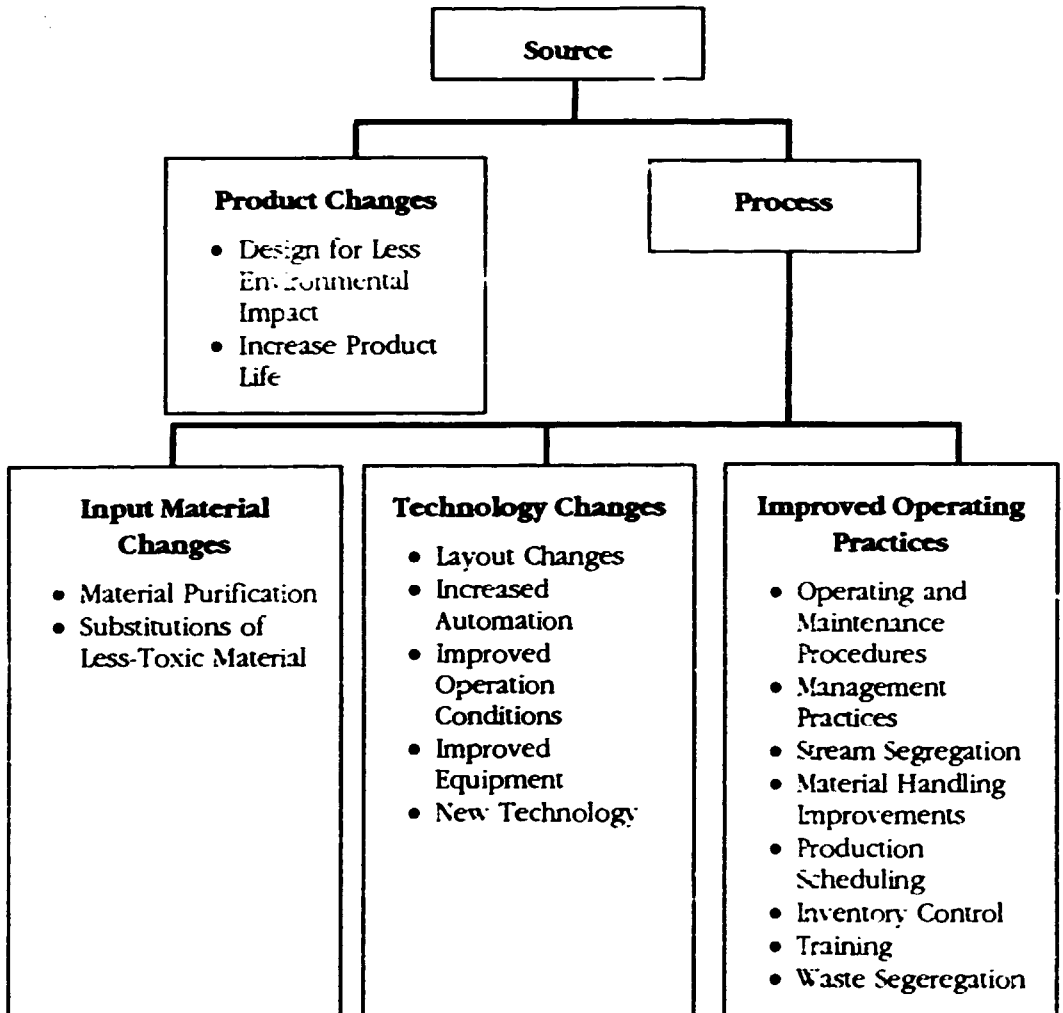 Source
Product Changes
• Design for Less
Environmental
Impact
• Increase Product
Life
Process
Input Material
Changes
• Material Purification
• Substitutions of
Less-Toxic Material
Technology Changes
• Layout Changes
• Increased
Automation
• Improved
Operation
Conditions
• Improved
Equipment
• New Technology
Improved Operating
Practices
• Operating and
Maintenance
Procedures
• Management
Practices
• Stream Segregation
• Material Handling
Improvements
• Production
Scheduling
• Inventory Control
• Training
• Waste Segeregation